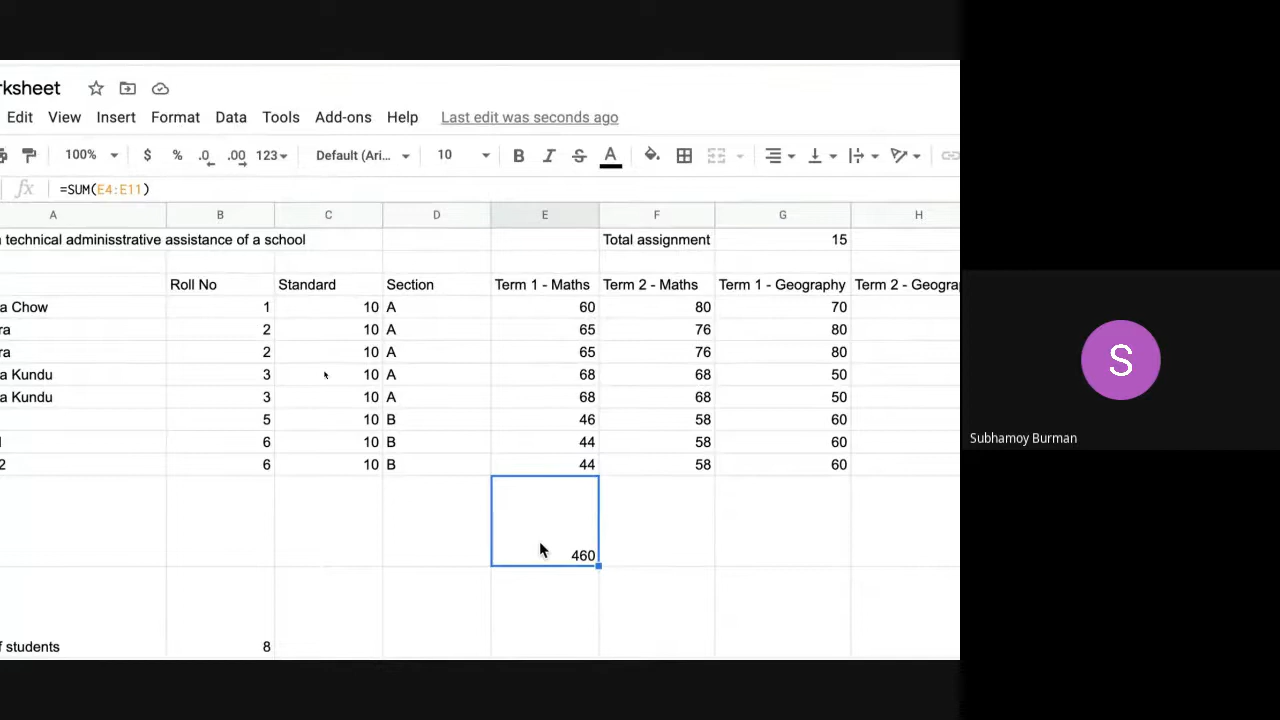 rksheet
Edit View Insert Format Data Tools Add-ons Help Last edit was seconds ago
100% $ % .0 .00 123 Default (Ari... 10 B I S A
fx =SUM(E4:E11)
A B C D E F G H
technical adminisstrative assistance of a school Total assignment 15
Roll No Standard Section Term 1 - Maths Term 2 - Maths Term 1 - Geography Term 2 - Geogra
a Chow 1 10 A 60 80 70
ra 2 10 A 65 76 80
ra 2 10 A 65 76 80
a Kundu 3 10 A 68 68 50
a Kundu 3 10 A 68 68 50
5 10 B 46 58 60
6 10 B 44 58 60
2 6 10 B 44 58 60
460
f students 8
S
Subhamoy Burman